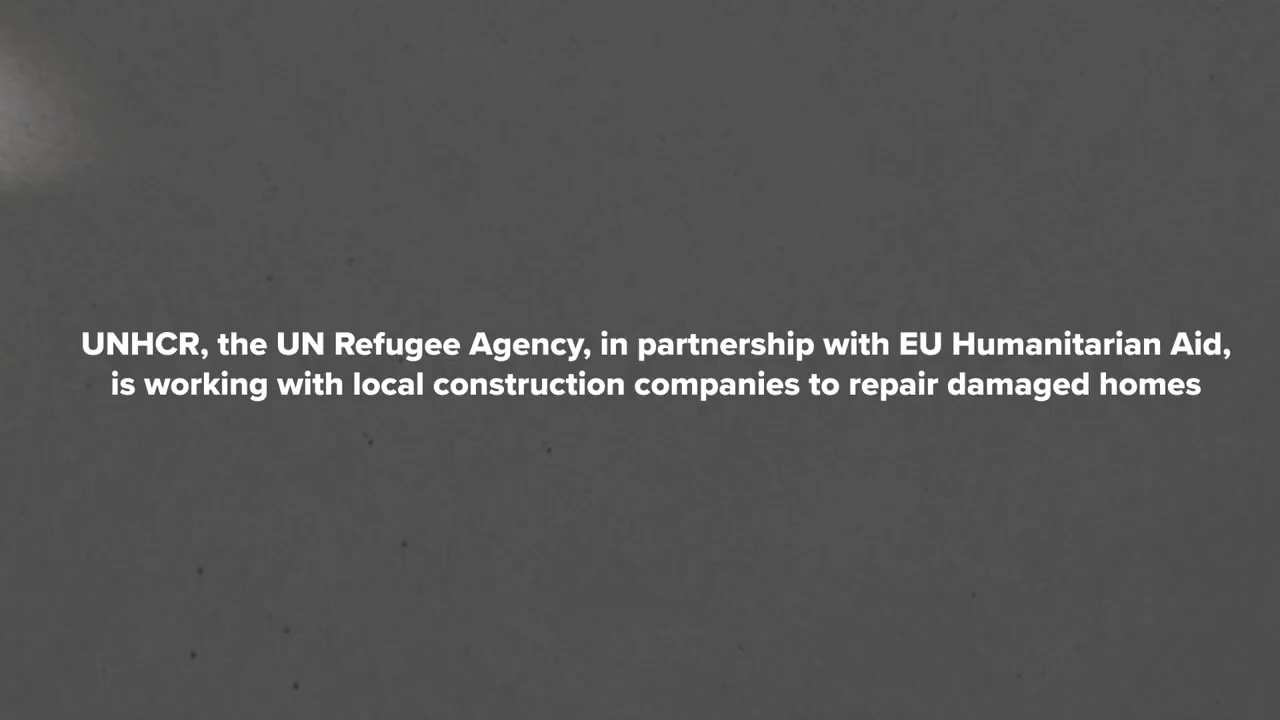 UNHCR, the UN Refugee Agency, in partnership with EU Humanitarian Aid,
is working with local construction companies to repair damaged homes